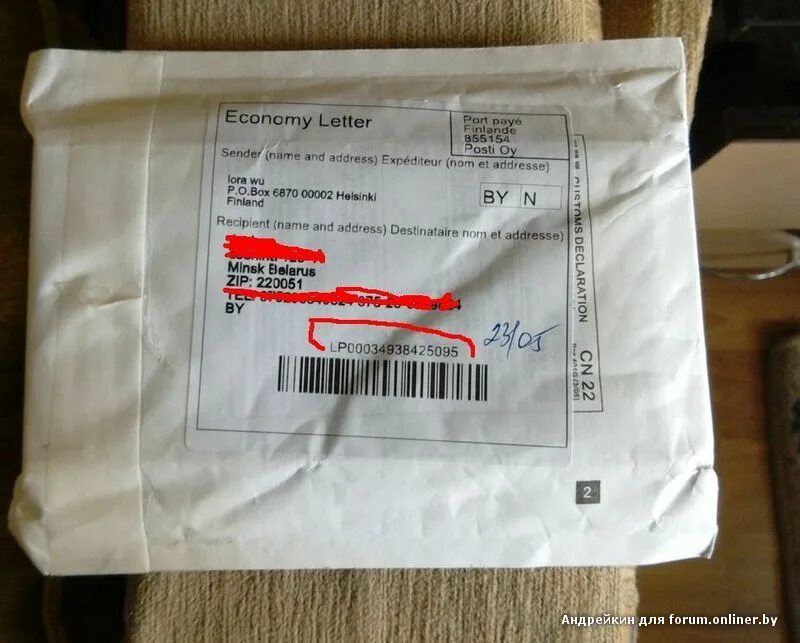 Economy Letter
Port payé
Finlande
855154
Posti Oy
Sender (name and address) Expéditeur (nom et addresse)
lora wu
P.O.Box 6870 00002 Helsinki
Finland
BY N
Recipient (name and address) Destinataire nom et addresse)
Minsk Belarus
ZIP: 220051
BY
LP00034938425095
23/05
CUSTOMS DECLARATION
CN 22
2
Андрейкин для forum.onliner.by